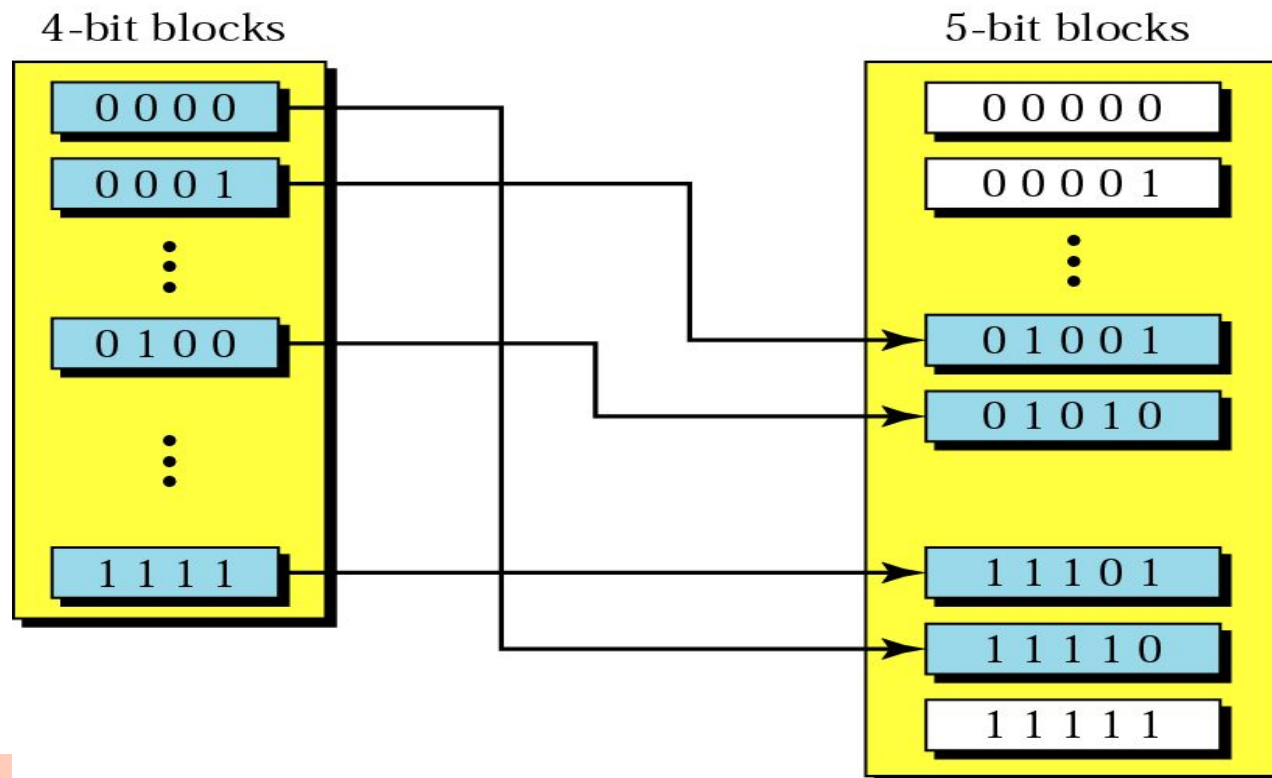 4-bit blocks
0 0 0 0
0 0 0 1
0 1 0 0
1 1 1 1
5-bit blocks
0 0 0 0 0
0 0 0 0 1
0 1 0 0 1
0 1 0 1 0
1 1 1 0 1
1 1 1 1 0
1 1 1 1 1